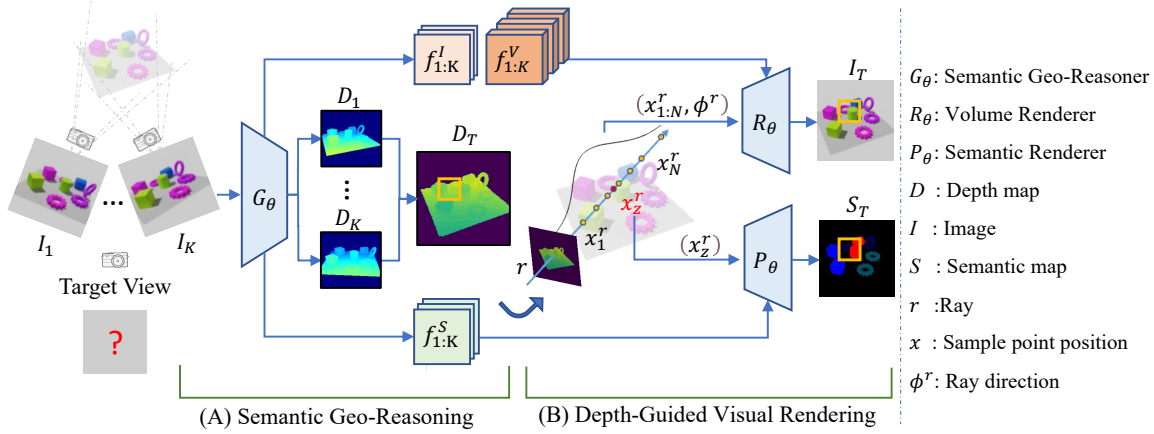 I_1
...
I_K
Target View
?
G_θ
f^I_{1:K}
f^V_{1:K}
D_1
⋮
D_K
D_T
f^S_{1:K}
(x^r_{1:N}, ϕ^r)
x^r_N
x^r_z
x^r_1
r
(x^r_z)
R_θ
P_θ
I_T
S_T
(A) Semantic Geo-Reasoning
(B) Depth-Guided Visual Rendering
G_θ: Semantic Geo-Reasoner
R_θ: Volume Renderer
P_θ: Semantic Renderer
D : Depth map
I : Image
S : Semantic map
r :Ray
x : Sample point position
ϕ^r: Ray direction